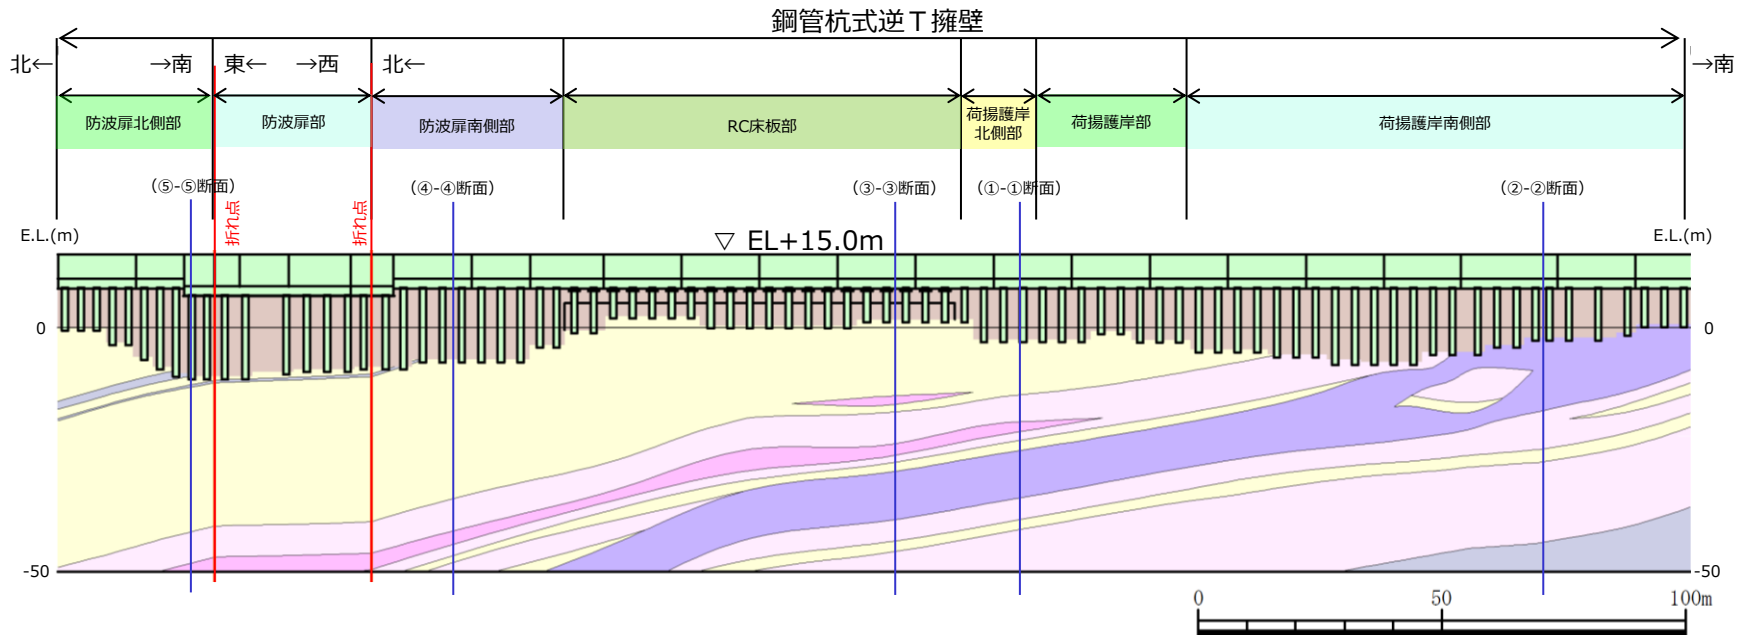 鋼管杭式逆T擁壁
北← →南 東← →西 北← →南
防波扉北側部 防波扉部 防波扉南側部 RC床板部 荷揚護岸北側部 荷揚護岸部 荷揚護岸南側部
（⑤-⑤断面） （④-④断面） （③-③断面） （①-①断面） （②-②断面）
折れ点 折れ点
E.L.(m) ▽ EL+15.0m E.L.(m)
0 0
-50 -50
0 50 100m